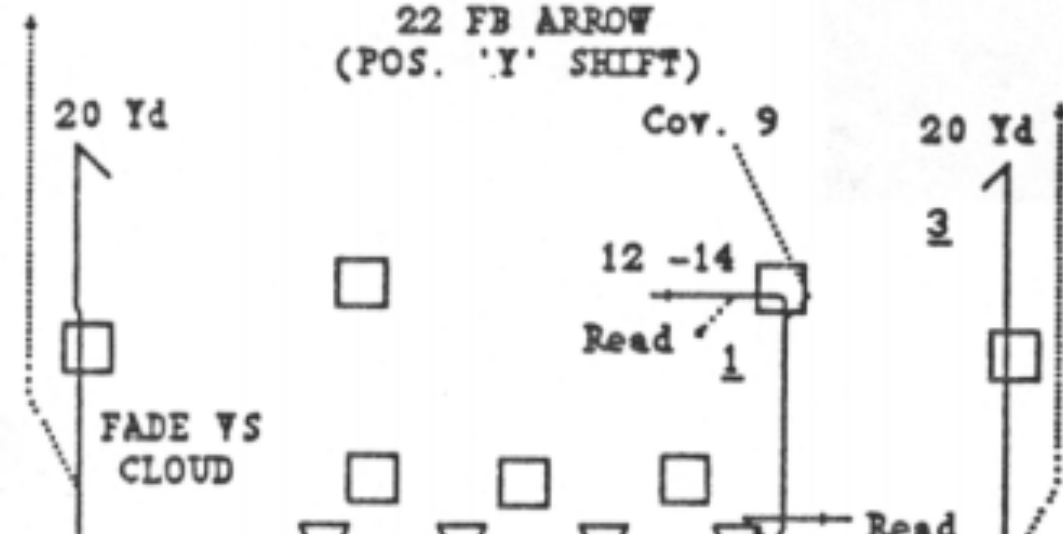 22 FB ARROW
(POS. 'Y' SHIFT)
20 Yd
Cov. 9
20 Yd
3
12 -14
Read
1
FADE VS
CLOUD
Read